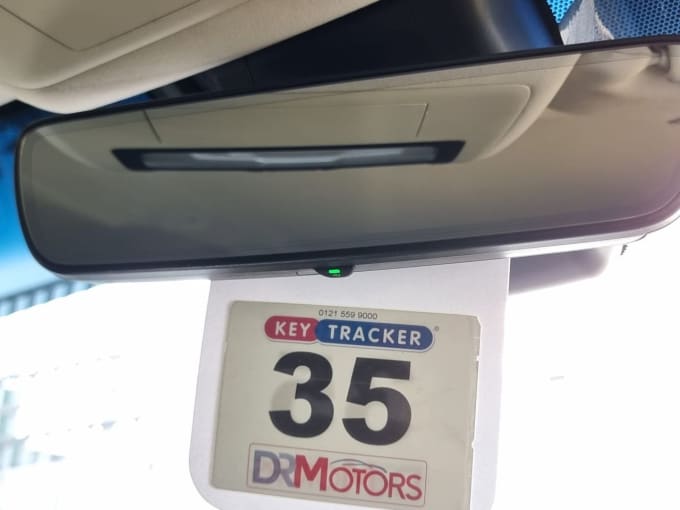 0121 559 9000
KEY TRACKER®
35
DRMOTORS